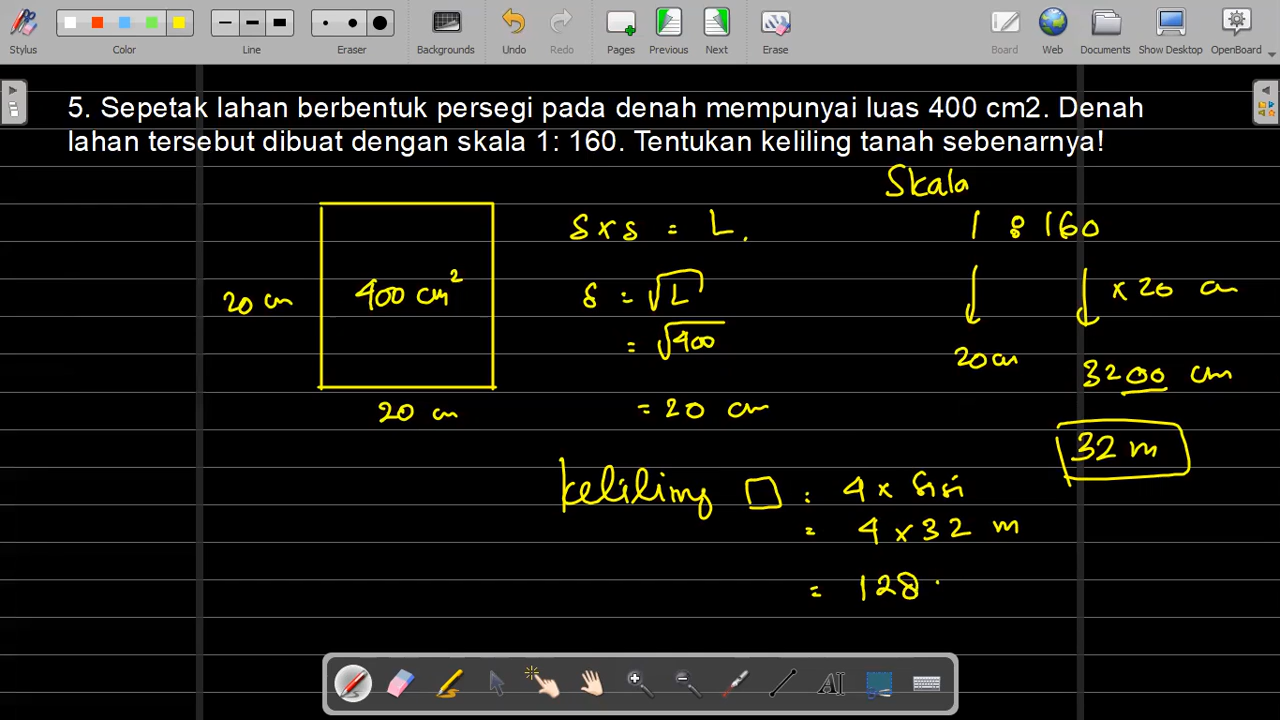 Stylus Color Line Eraser Backgrounds Undo Redo Pages Previous Next Erase Board Web Documents Show Desktop OpenBoard
5. Sepetak lahan berbentuk persegi pada denah mempunyai luas 400 cm2. Denah
lahan tersebut dibuat dengan skala 1: 160. Tentukan keliling tanah sebenarnya!
400 cm²
20 cm
20 cm
s x s = L.
s = √L
= √400
= 20 cm
Skala
1 : 160
x 20 cm
20 cm
3200 cm
32 m
keliling □ : 4 x sisi
= 4 x 32 m
= 128